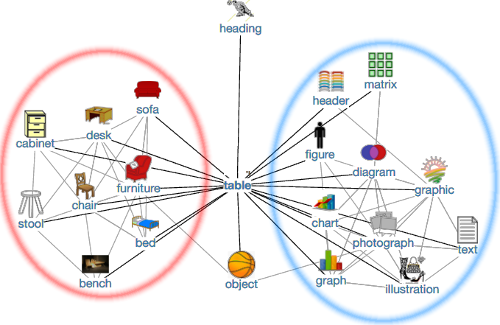 heading
matrix
sofa
header
desk
cabinet
figure
diagram
furniture
table
graphic
chair
stool
chart
bed
photograph
text
bench
object
graph
illustration